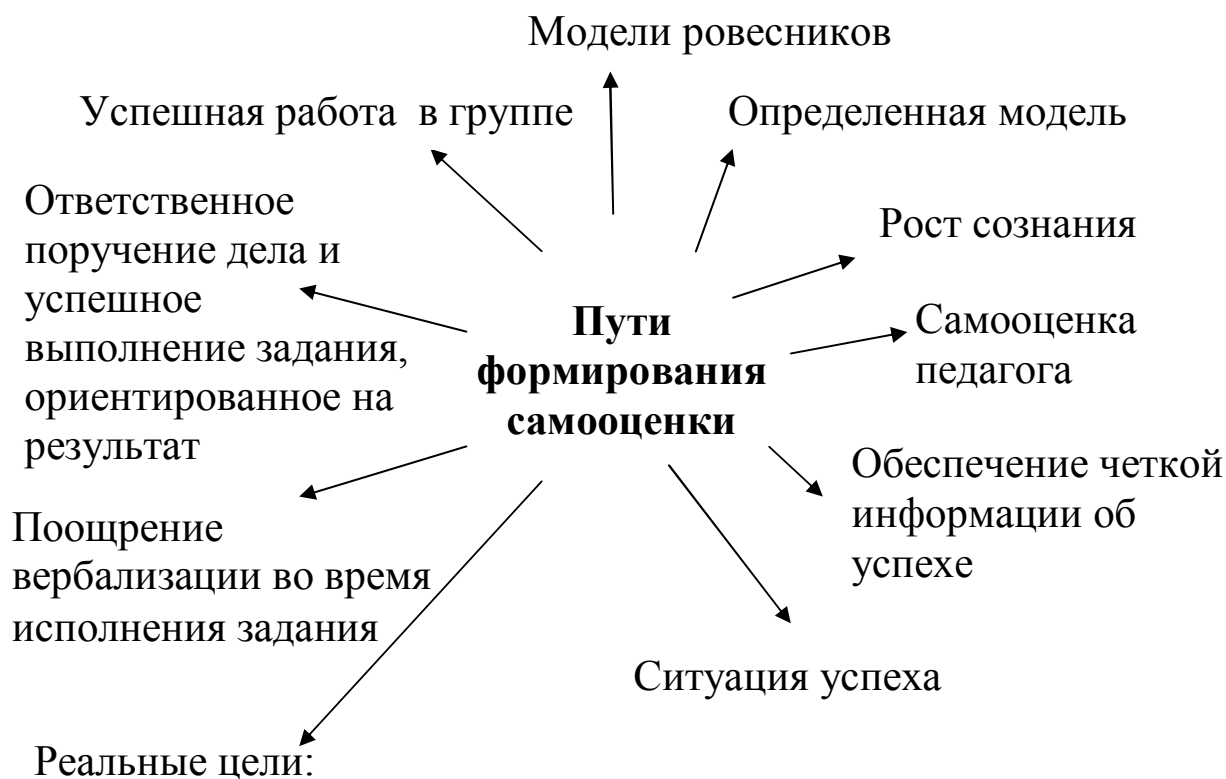 Модели ровесников
Успешная работа в группе
Определенная модель
Ответственное
поручение дела и
успешное
выполнение задания,
ориентированное на
результат
Рост сознания
Самооценка
педагога
Пути
формирования
самооценки
Обеспечение четкой
информации об
успехе
Поощрение
вербализации во время
исполнения задания
Ситуация успеха
Реальные цели: